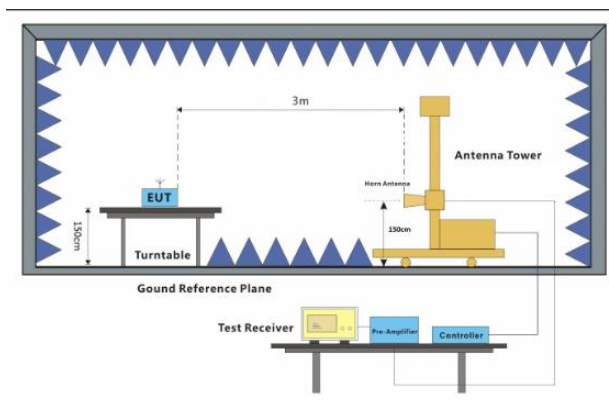 3m
Antenna Tower
Horn Antenna
EUT
150cm
150cm
Turntable
Gound Reference Plane
Test Receiver
Pre-Amplifier
Controller